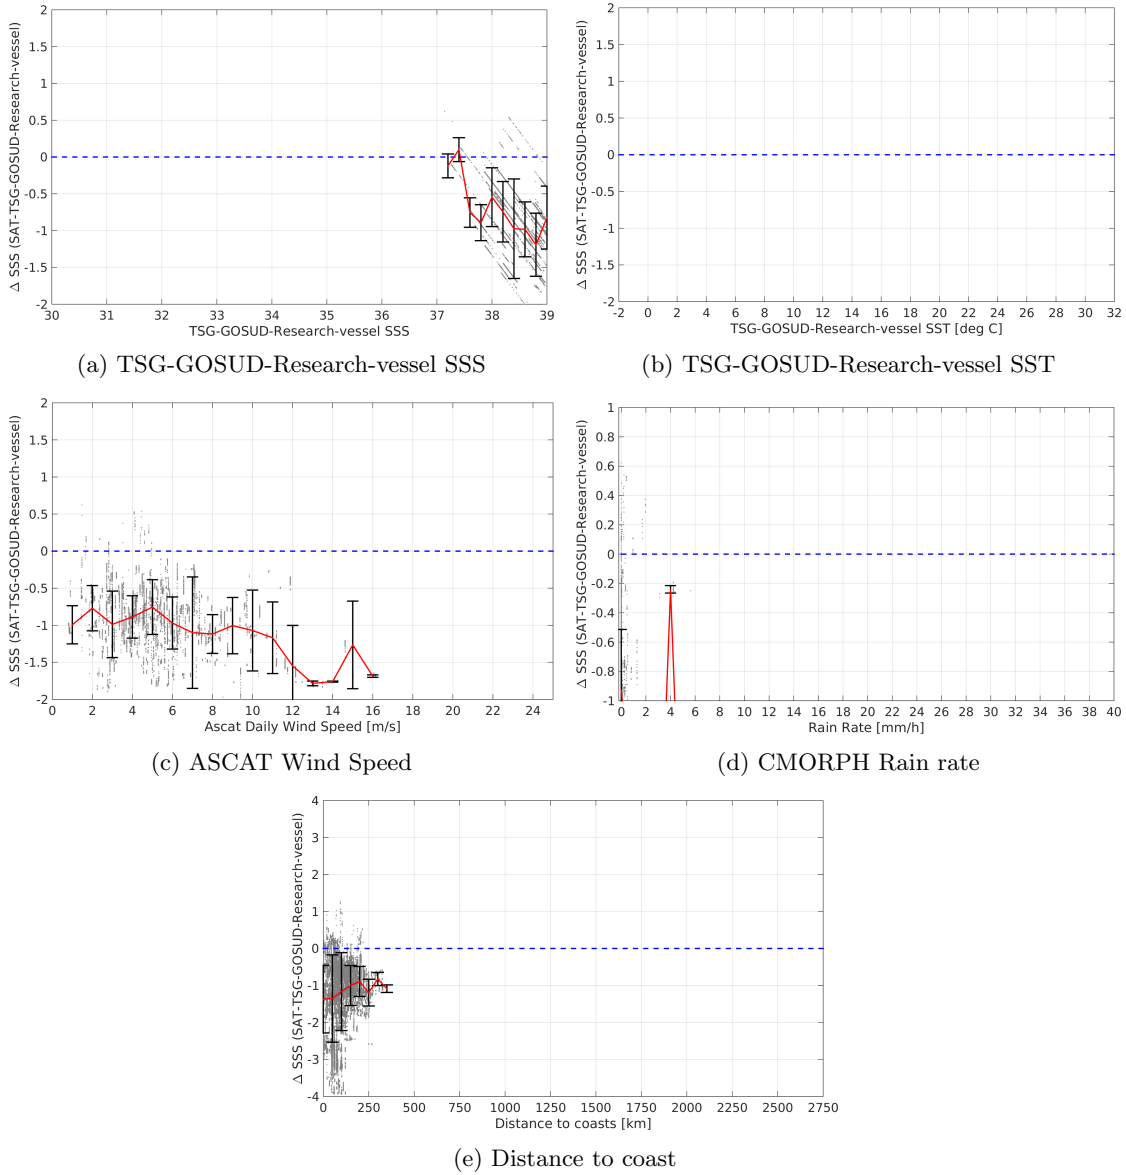 2
1.5
1
0.5
0
-0.5
-1
-1.5
-2
Δ SSS (SAT-TSG-GOSUD-Research-vessel)
30 31 32 33 34 35 36 37 38 39
TSG-GOSUD-Research-vessel SSS
(a) TSG-GOSUD-Research-vessel SSS
2
1.5
1
0.5
0
-0.5
-1
-1.5
-2
Δ SSS (SAT-TSG-GOSUD-Research-vessel)
-2 0 2 4 6 8 10 12 14 16 18 20 22 24 26 28 30 32
TSG-GOSUD-Research-vessel SST [deg C]
(b) TSG-GOSUD-Research-vessel SST
2
1.5
1
0.5
0
-0.5
-1
-1.5
-2
Δ SSS (SAT-TSG-GOSUD-Research-vessel)
0 2 4 6 8 10 12 14 16 18 20 22 24
Ascat Daily Wind Speed [m/s]
(c) ASCAT Wind Speed
1
0.8
0.6
0.4
0.2
0
-0.2
-0.4
-0.6
-0.8
-1
Δ SSS (SAT-TSG-GOSUD-Research-vessel)
0 2 4 6 8 10 12 14 16 18 20 22 24 26 28 30 32 34 36 38 40
Rain Rate [mm/h]
(d) CMORPH Rain rate
4
3
2
1
0
-1
-2
-3
-4
Δ SSS (SAT-TSG-GOSUD-Research-vessel)
0 250 500 750 1000 1250 1500 1750 2000 2250 2500 2750
Distance to coasts [km]
(e) Distance to coast